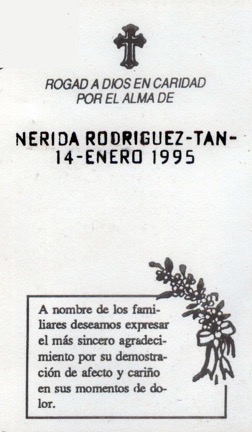 ROGAD A DIOS EN CARIDAD
POR EL ALMA DE
NERIDA RODRIGUEZ-TAN-
14-ENERO 1995
A nombre de los fami-
liares deseamos expresar
el más sincero agradeci-
miento por su demostra-
ción de afecto y cariño
en sus momentos de do-
lor.